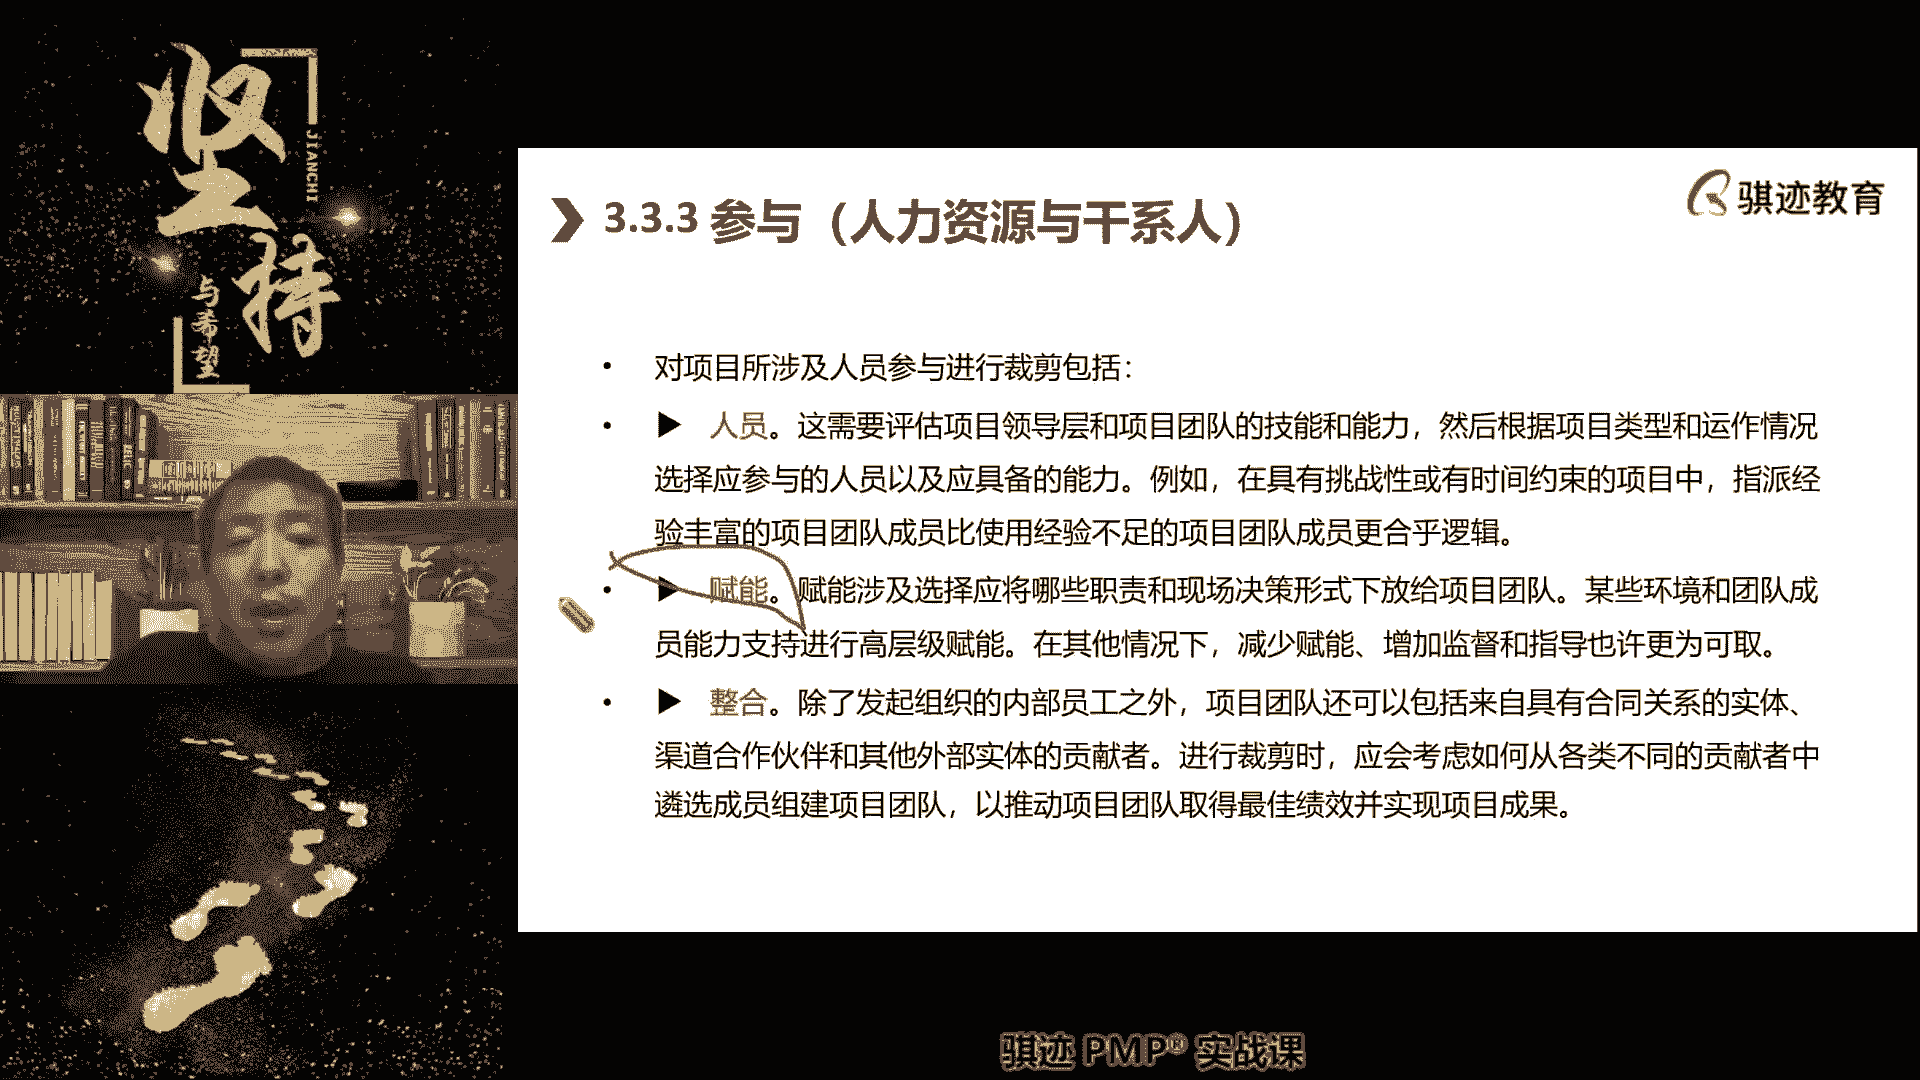 坚持
JIANCHI
与希望
骐迹教育
3.3.3 参与（人力资源与干系人）
• 对项目所涉及人员参与进行裁剪包括：
• ▶ 人员。这需要评估项目领导层和项目团队的技能和能力，然后根据项目类型和运作情况
选择应参与的人员以及应具备的能力。例如，在具有挑战性或有时间约束的项目中，指派经
验丰富的项目团队成员比使用经验不足的项目团队成员更合乎逻辑。
• ▶ 赋能。赋能涉及选择应将哪些职责和现场决策形式下放给项目团队。某些环境和团队成
员能力支持进行高层级赋能。在其他情况下，减少赋能、增加监督和指导也许更为可取。
• ▶ 整合。除了发起组织的内部员工之外，项目团队还可以包括来自具有合同关系的实体、
渠道合作伙伴和其他外部实体的贡献者。进行裁剪时，应会考虑如何从各类不同的贡献者中
遴选成员组建项目团队，以推动项目团队取得最佳绩效并实现项目成果。
骐迹 PMP® 实战课